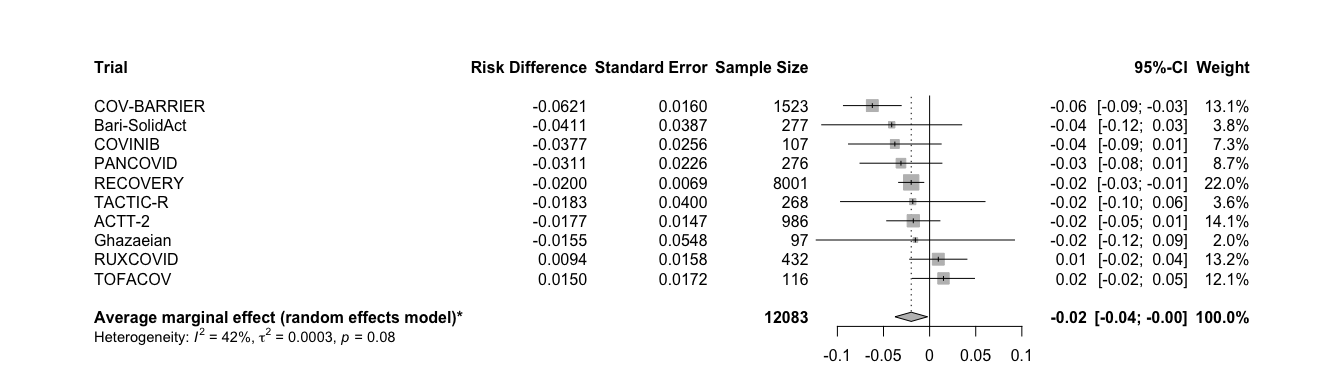 Trial Risk Difference Standard Error Sample Size 95%-CI Weight
COV-BARRIER -0.0621 0.0160 1523 -0.06 [-0.09; -0.03] 13.1%
Bari-SolidAct -0.0411 0.0387 277 -0.04 [-0.12; 0.03] 3.8%
COVINIB -0.0377 0.0256 107 -0.04 [-0.09; 0.01] 7.3%
PANCOVID -0.0311 0.0226 276 -0.03 [-0.08; 0.01] 8.7%
RECOVERY -0.0200 0.0069 8001 -0.02 [-0.03; -0.01] 22.0%
TACTIC-R -0.0183 0.0400 268 -0.02 [-0.10; 0.06] 3.6%
ACTT-2 -0.0177 0.0147 986 -0.02 [-0.05; 0.01] 14.1%
Ghazaeian -0.0155 0.0548 97 -0.02 [-0.12; 0.09] 2.0%
RUXCOVID 0.0094 0.0158 432 0.01 [-0.02; 0.04] 13.2%
TOFACOV 0.0150 0.0172 116 0.02 [-0.02; 0.05] 12.1%
Average marginal effect (random effects model)* 12083 -0.02 [-0.04; -0.00] 100.0%
Heterogeneity: I² = 42%, τ² = 0.0003, p = 0.08
-0.1 -0.05 0 0.05 0.1